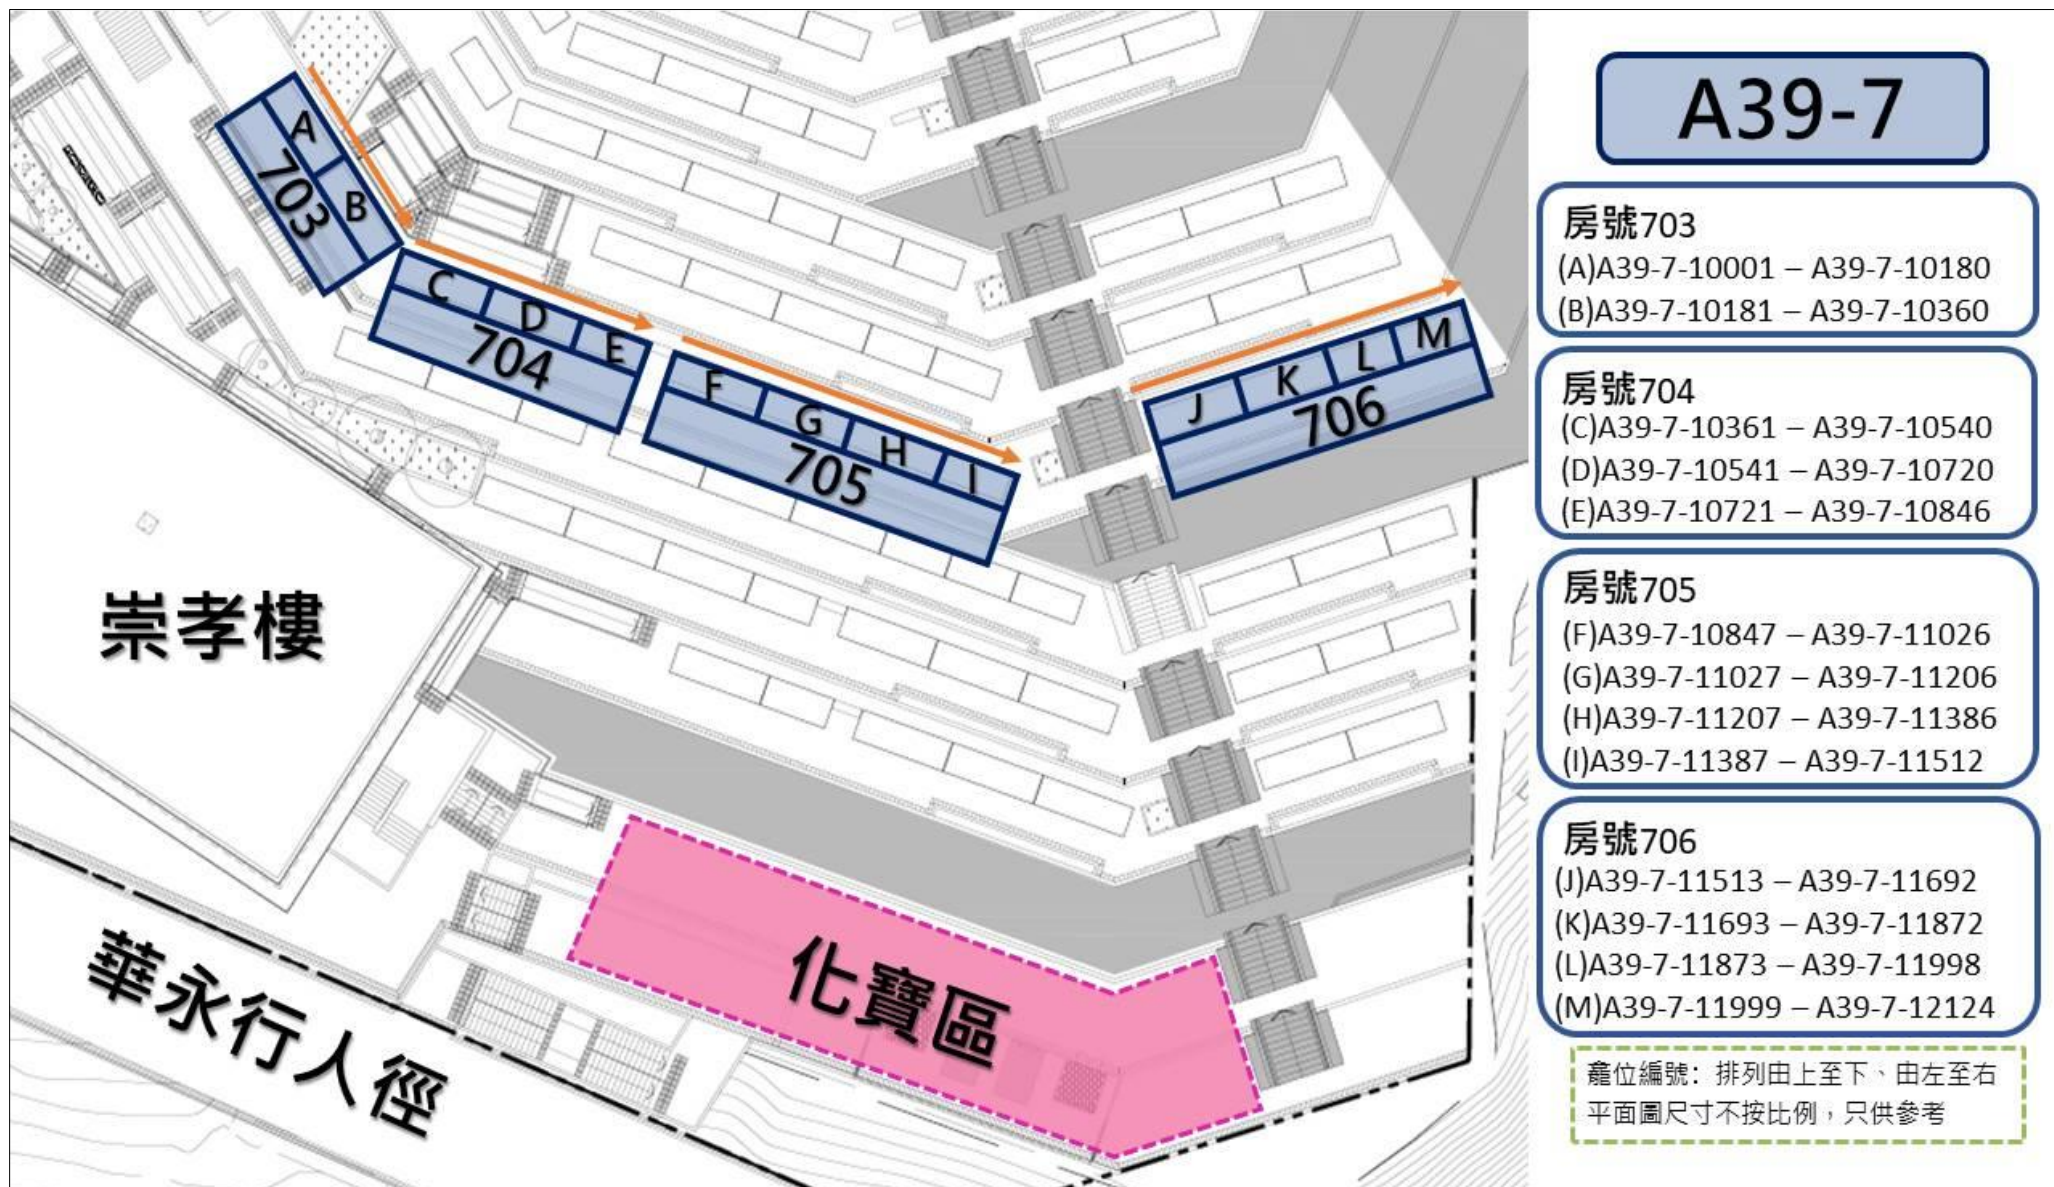 A39-7
房號703
(A)A39-7-10001 – A39-7-10180
(B)A39-7-10181 – A39-7-10360
房號704
(C)A39-7-10361 – A39-7-10540
(D)A39-7-10541 – A39-7-10720
(E)A39-7-10721 – A39-7-10846
房號705
(F)A39-7-10847 – A39-7-11026
(G)A39-7-11027 – A39-7-11206
(H)A39-7-11207 – A39-7-11386
(I)A39-7-11387 – A39-7-11512
房號706
(J)A39-7-11513 – A39-7-11692
(K)A39-7-11693 – A39-7-11872
(L)A39-7-11873 – A39-7-11998
(M)A39-7-11999 – A39-7-12124
龕位編號：排列由上至下、由左至右
平面圖尺寸不按比例，只供參考
A
B
703
C
D
E
704
F
G
H
I
705
J
K
L
M
706
崇孝樓
化寶區
華永行人徑